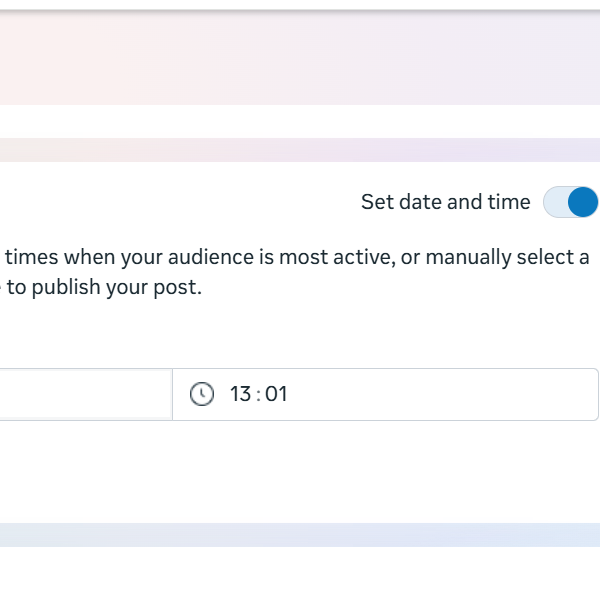 Set date and time
times when your audience is most active, or manually select a
to publish your post.
13:01